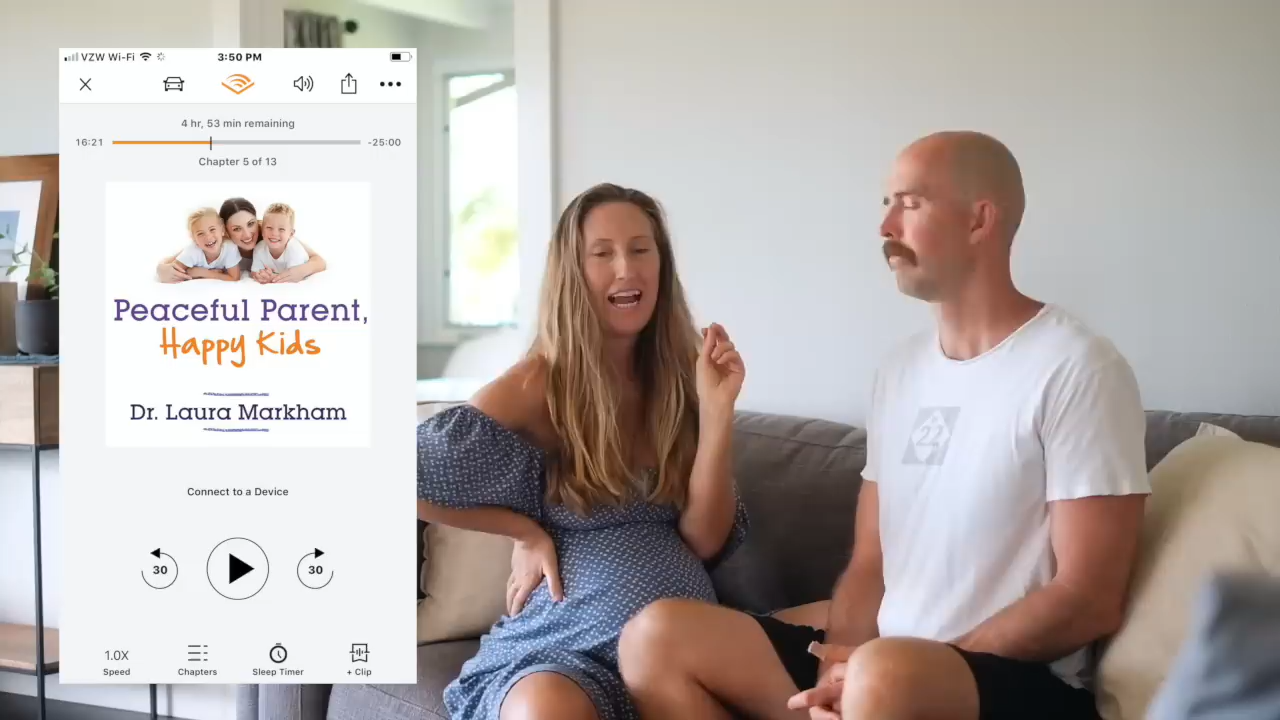 VZW Wi-Fi
3:50 PM
4 hr, 53 min remaining
16:21
-25:00
Chapter 5 of 13
Peaceful Parent,
Happy Kids
Dr. Laura Markham
Connect to a Device
30
30
1.0X
Speed
Chapters
Sleep Timer
+ Clip
22